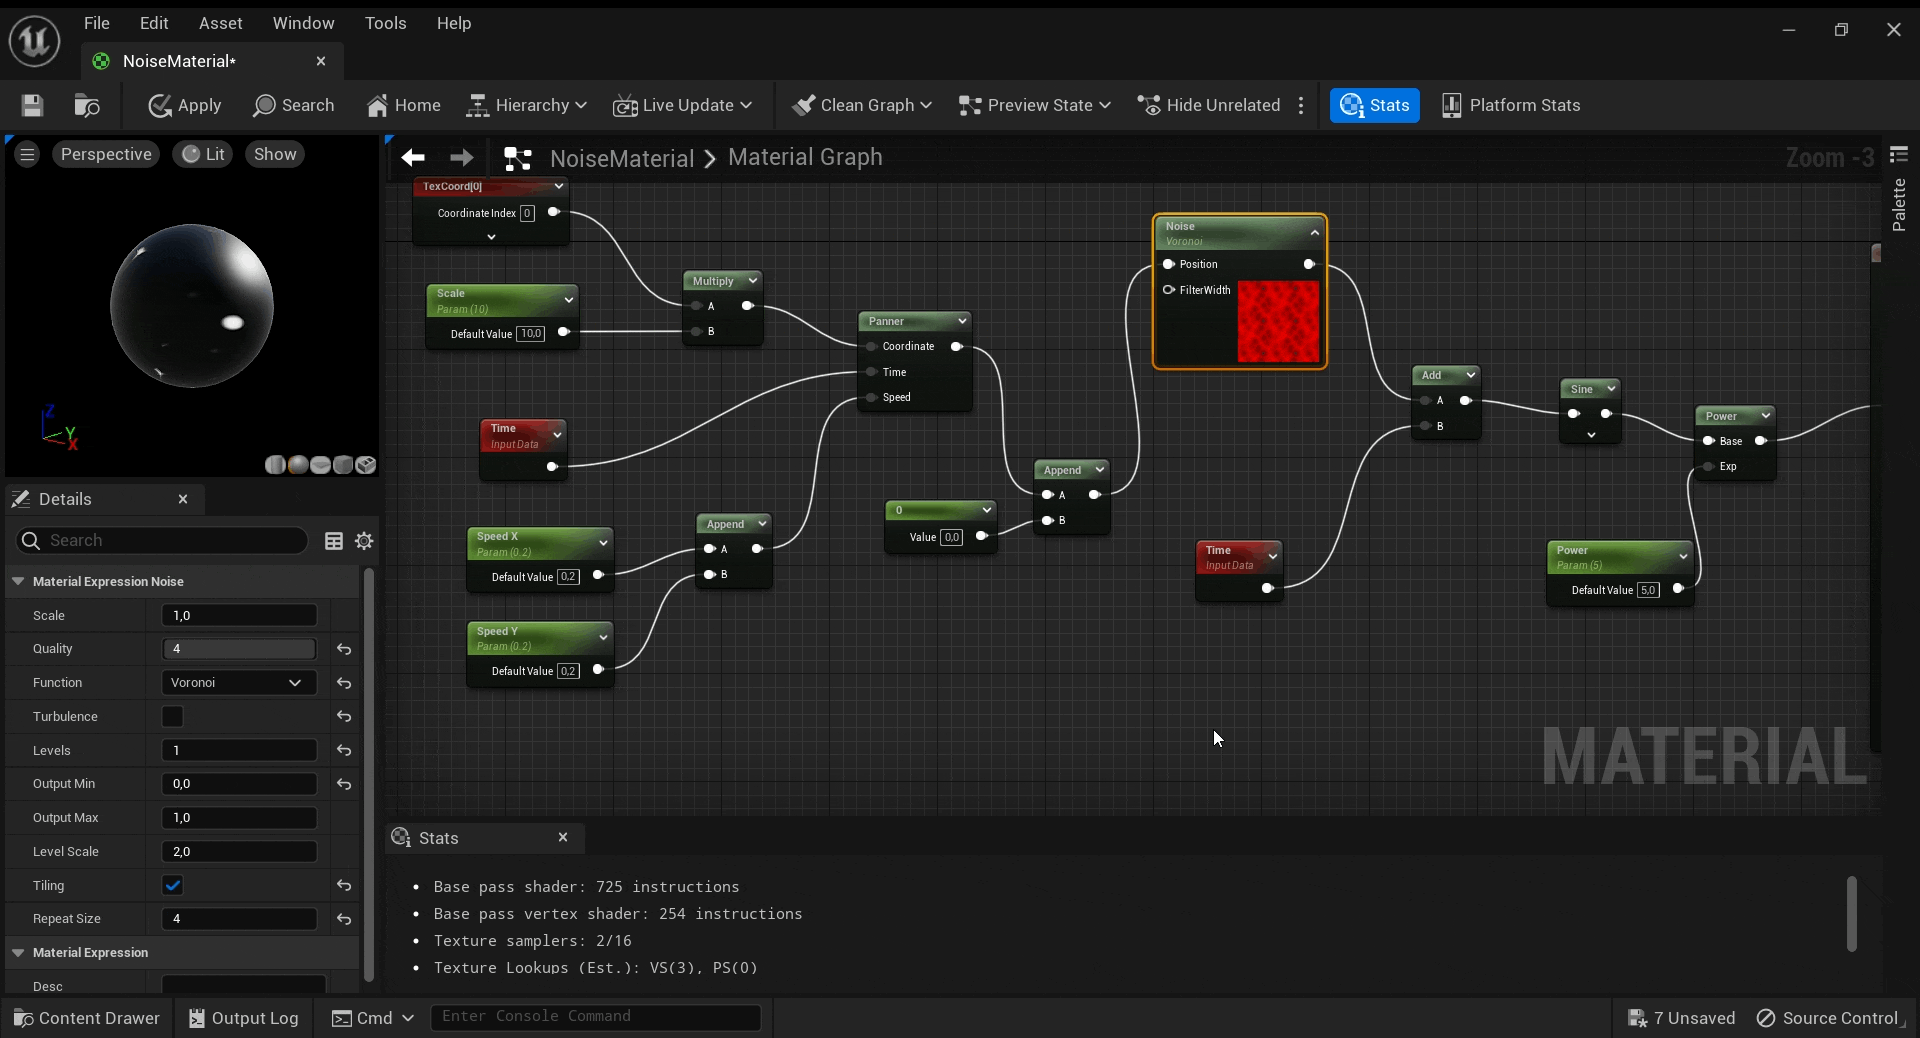 File Edit Asset Window Tools Help
NoiseMaterial*
Apply Search Home Hierarchy Live Update Clean Graph Preview State Hide Unrelated Stats Platform Stats
Perspective Lit Show
NoiseMaterial > Material Graph
Zoom -3
Palette
TexCoord[0]
Coordinate Index 0
Scale
Param (10)
Default Value 10,0
Multiply
A
B
Panner
Coordinate
Time
Speed
Time
Input Data
Speed X
Param (0.2)
Default Value 0,2
Speed Y
Param (0.2)
Default Value 0,2
Append
A
B
0
Value 0,0
Append
A
B
Noise
Voronoi
Position
FilterWidth
Time
Input Data
Add
A
B
Sine
Power
Base
Exp
Power
Param (5)
Default Value 5,0
MATERIAL
Z
Y
X
Details
Search
Material Expression Noise
Scale 1,0
Quality 4
Function Voronoi
Turbulence
Levels 1
Output Min 0,0
Output Max 1,0
Level Scale 2,0
Tiling
Repeat Size 4
Material Expression
Desc
Stats
• Base pass shader: 725 instructions
• Base pass vertex shader: 254 instructions
• Texture samplers: 2/16
• Texture Lookups (Est.): VS(3), PS(0)
Content Drawer Output Log Cmd Enter Console Command 7 Unsaved Source Control